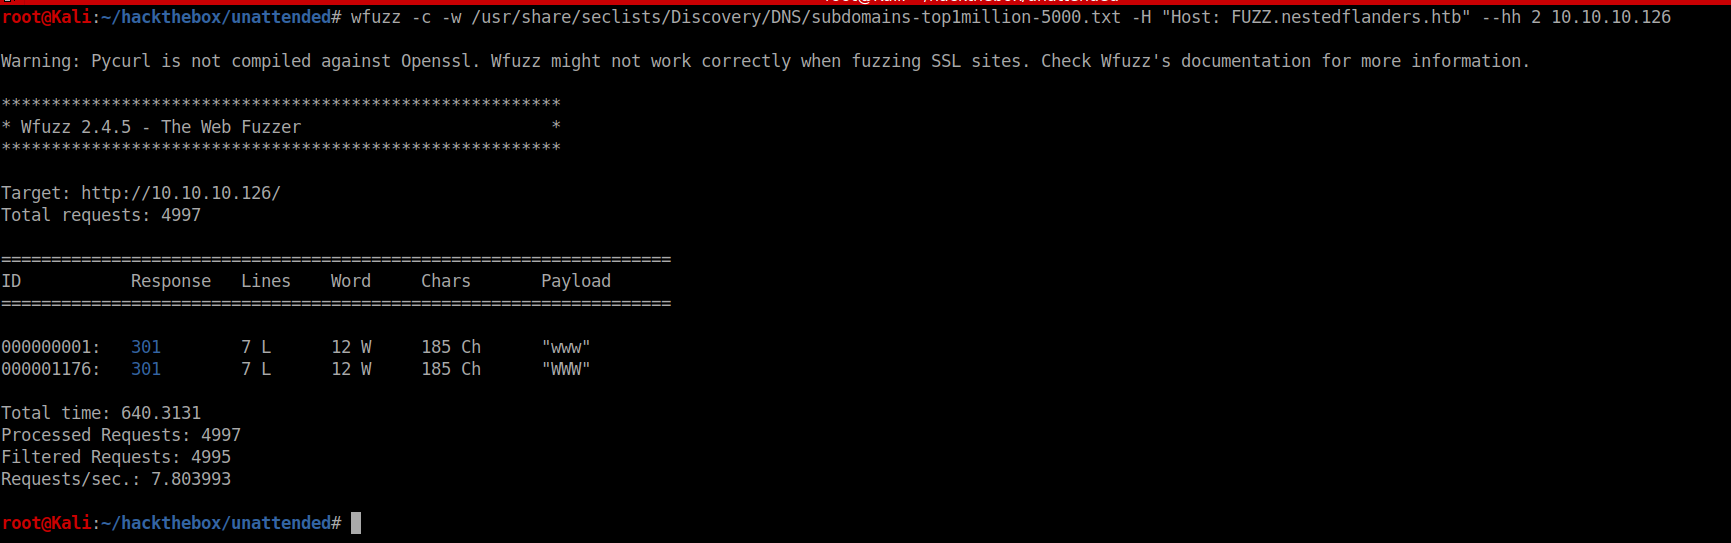 root@Kali:~/hackthebox/unattended# wfuzz -c -w /usr/share/seclists/Discovery/DNS/subdomains-top1million-5000.txt -H "Host: FUZZ.nestedflanders.htb" --hh 2 10.10.10.126
Warning: Pycurl is not compiled against Openssl. Wfuzz might not work correctly when fuzzing SSL sites. Check Wfuzz's documentation for more information.
********************************************************
* Wfuzz 2.4.5 - The Web Fuzzer                         *
********************************************************
Target: http://10.10.10.126/
Total requests: 4997
===================================================================
ID           Response   Lines    Word     Chars       Payload
===================================================================
000000001:   301        7 L      12 W     185 Ch      "www"
000001176:   301        7 L      12 W     185 Ch      "WWW"
Total time: 640.3131
Processed Requests: 4997
Filtered Requests: 4995
Requests/sec.: 7.803993
root@Kali:~/hackthebox/unattended#